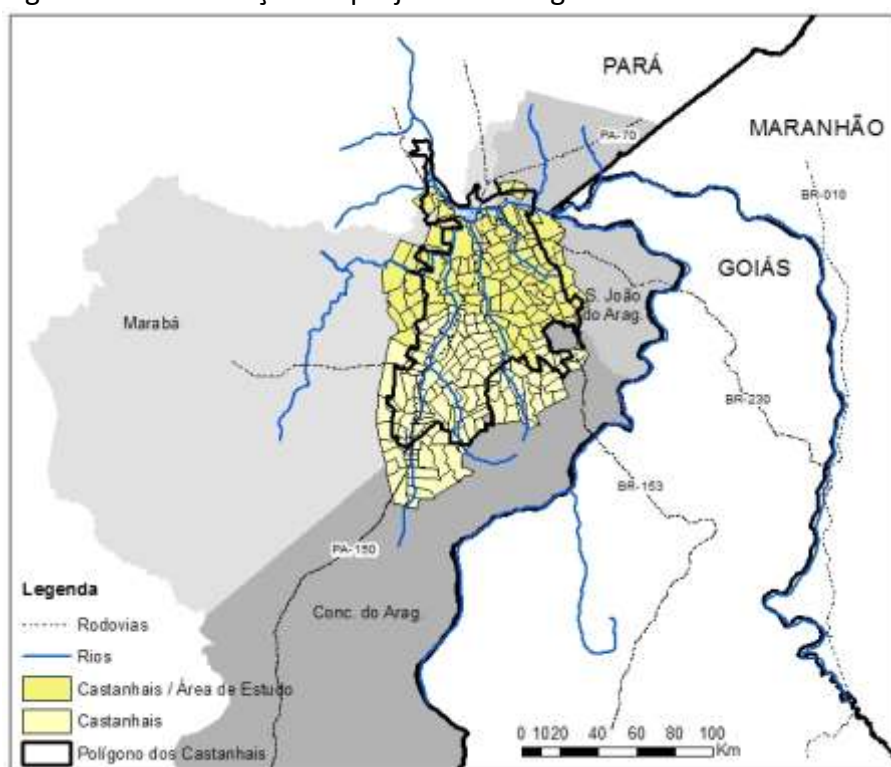 PARÁ
MARANHÃO
PA-70
BR-010
GOIÁS
S. João
do Arag.
Marabá
BR-230
BR-153
PA-150
Conc. do Arag.
Legenda
Rodovias
Rios
Castanhais / Área de Estudo
Castanhais
Polígono dos Castanhais
0 10 20 40 60 80 100
Km